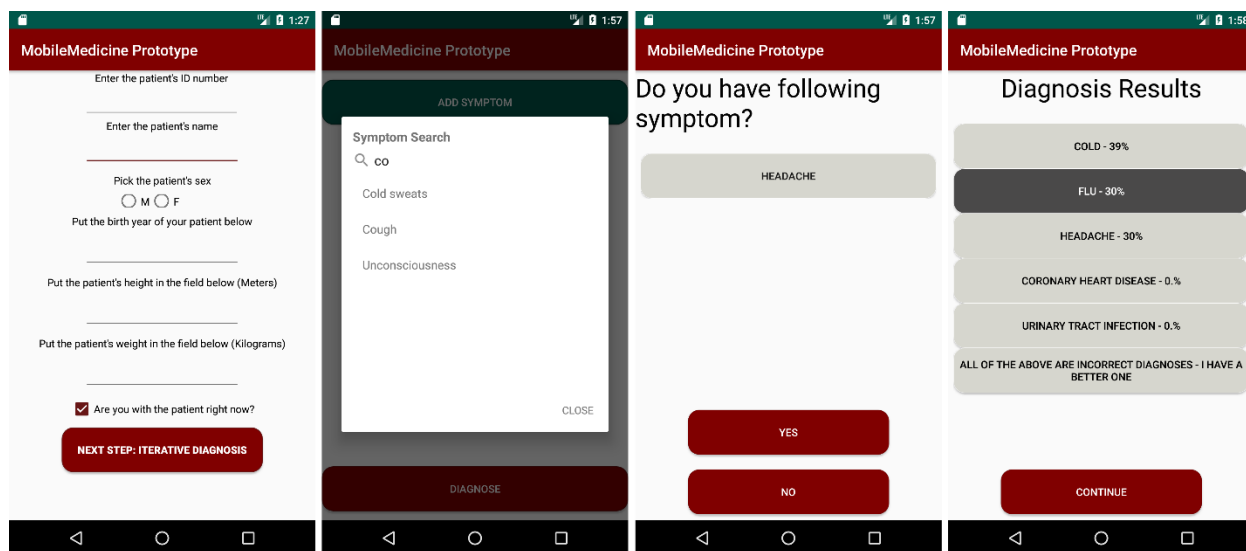 1:27
MobileMedicine Prototype
Enter the patient's ID number
Enter the patient's name
Pick the patient's sex
M F
Put the birth year of your patient below
Put the patient's height in the field below (Meters)
Put the patient's weight in the field below (Kilograms)
Are you with the patient right now?
NEXT STEP: ITERATIVE DIAGNOSIS
1:57
MobileMedicine Prototype
ADD SYMPTOM
Symptom Search
co
Cold sweats
Cough
Unconsciousness
CLOSE
DIAGNOSE
1:57
MobileMedicine Prototype
Do you have following
symptom?
HEADACHE
YES
NO
1:58
MobileMedicine Prototype
Diagnosis Results
COLD - 39%
FLU - 30%
HEADACHE - 30%
CORONARY HEART DISEASE - 0.%
URINARY TRACT INFECTION - 0.%
ALL OF THE ABOVE ARE INCORRECT DIAGNOSES - I HAVE A
BETTER ONE
CONTINUE